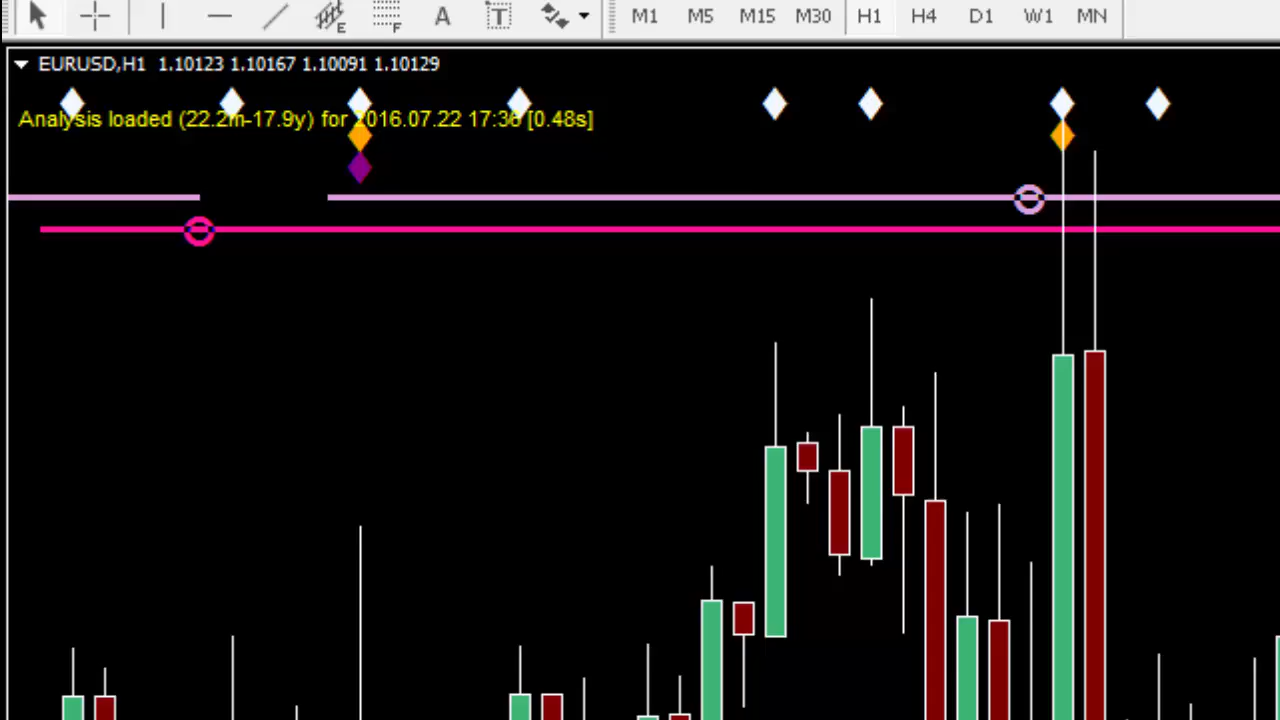 E F A T M1 M5 M15 M30 H1 H4 D1 W1 MN
EURUSD,H1 1.10123 1.10167 1.10091 1.10129
Analysis loaded (22.2m-17.9y) for 2016.07.22 17:36 [0.48s]